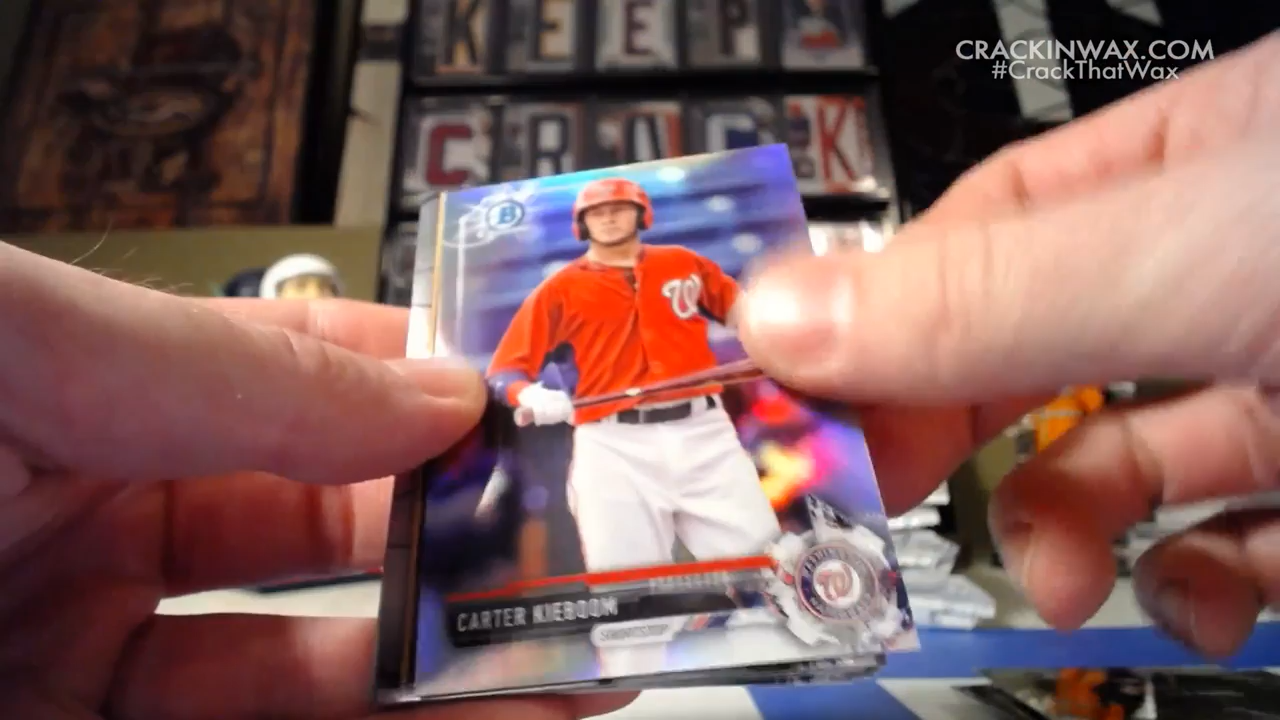 CRACKINWAX.COM
#CrackThatWax
KEEP
CRACK
B
W
CARTER KIEBOOM
SHORTSTOP
W